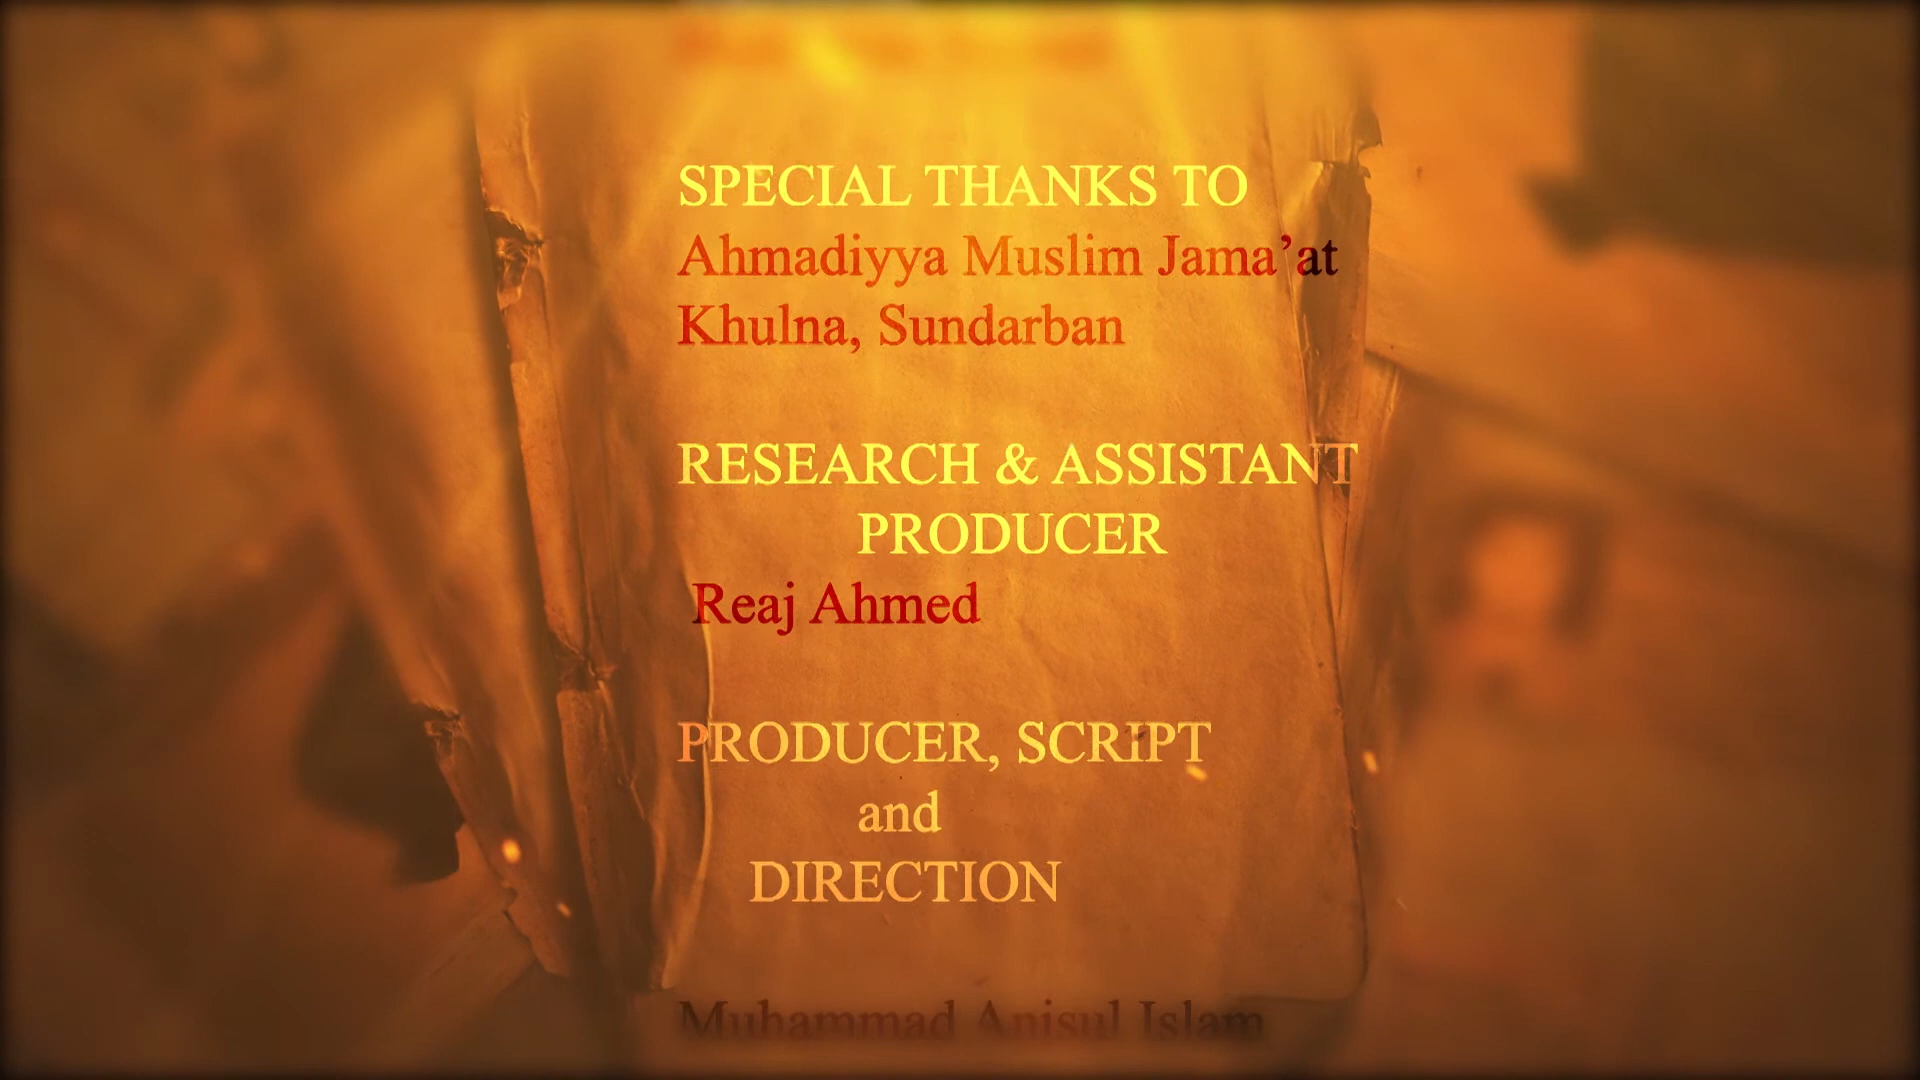 SPECIAL THANKS TO
Ahmadiyya Muslim Jama’at
Khulna, Sundarban
RESEARCH & ASSISTANT
PRODUCER
Reaj Ahmed
PRODUCER, SCRIPT
and
DIRECTION
Muhammad Anisul Islam